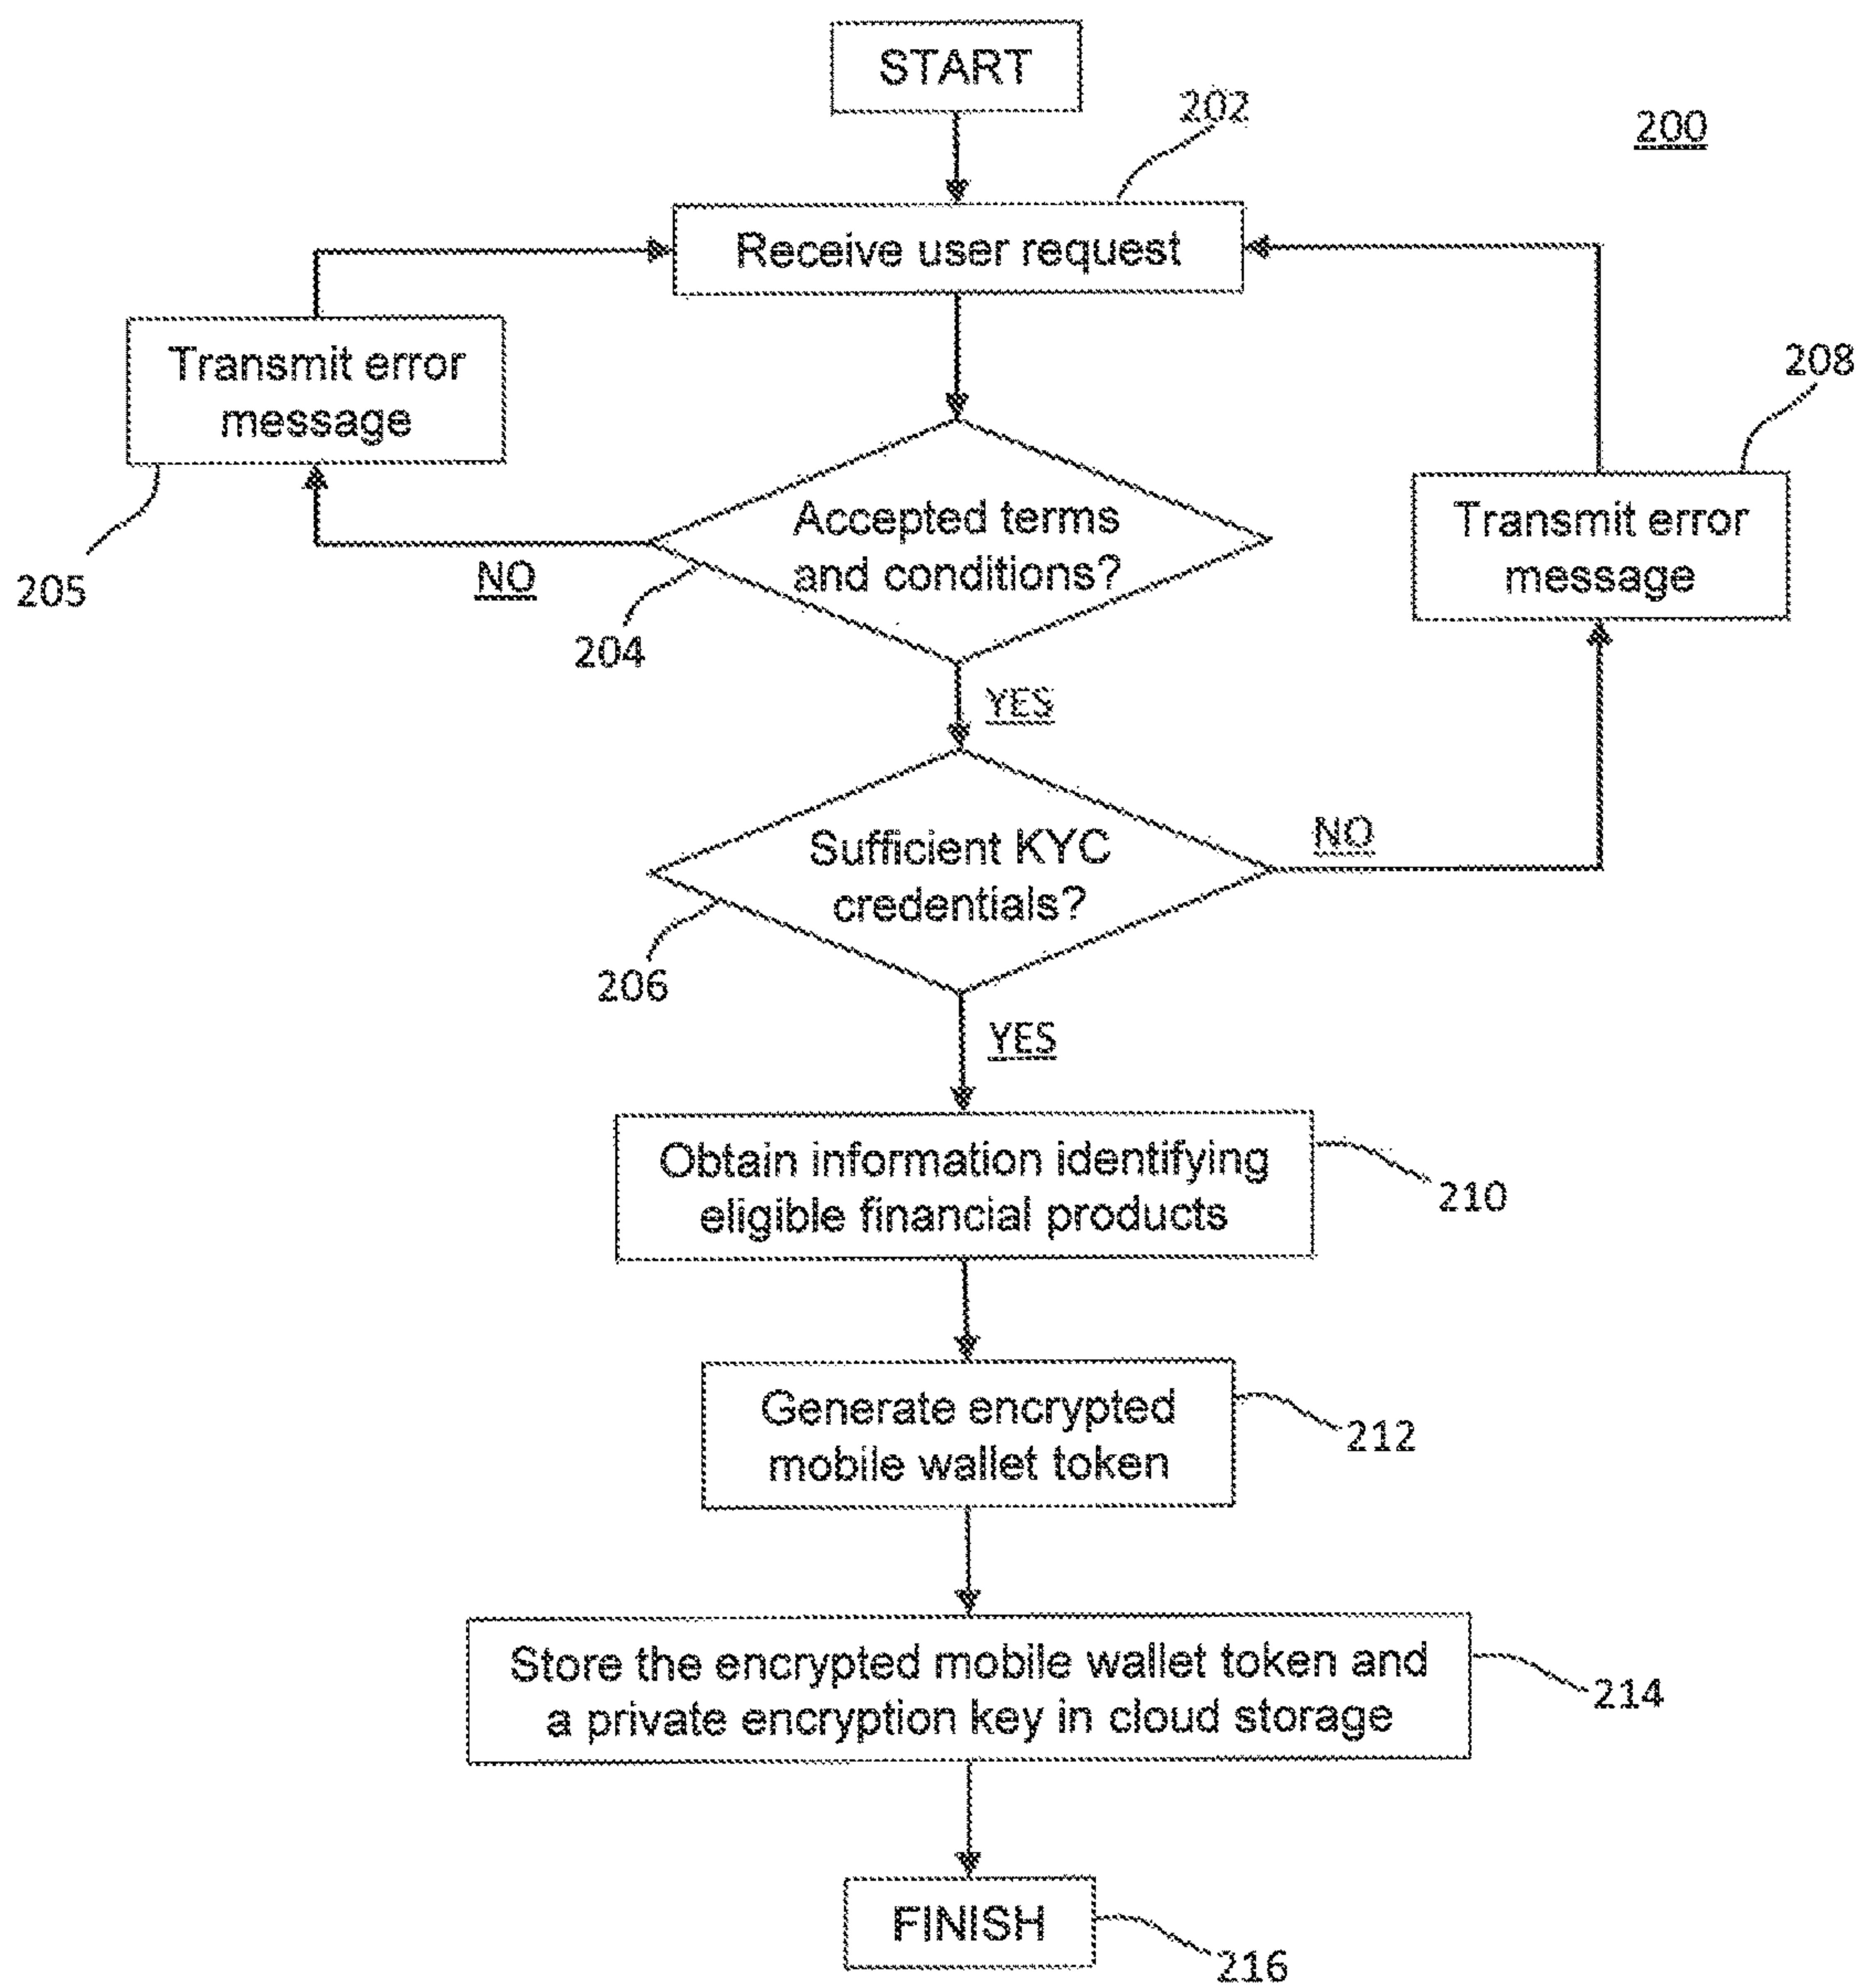 START
202
200
Receive user request
Transmit error
message
205
208
Transmit error
message
Accepted terms
and conditions?
NO
204
YES
Sufficient KYC
credentials?
NO
206
YES
Obtain information identifying
eligible financial products
210
Generate encrypted
mobile wallet token
212
Store the encrypted mobile wallet token and
a private encryption key in cloud storage
214
FINISH
216